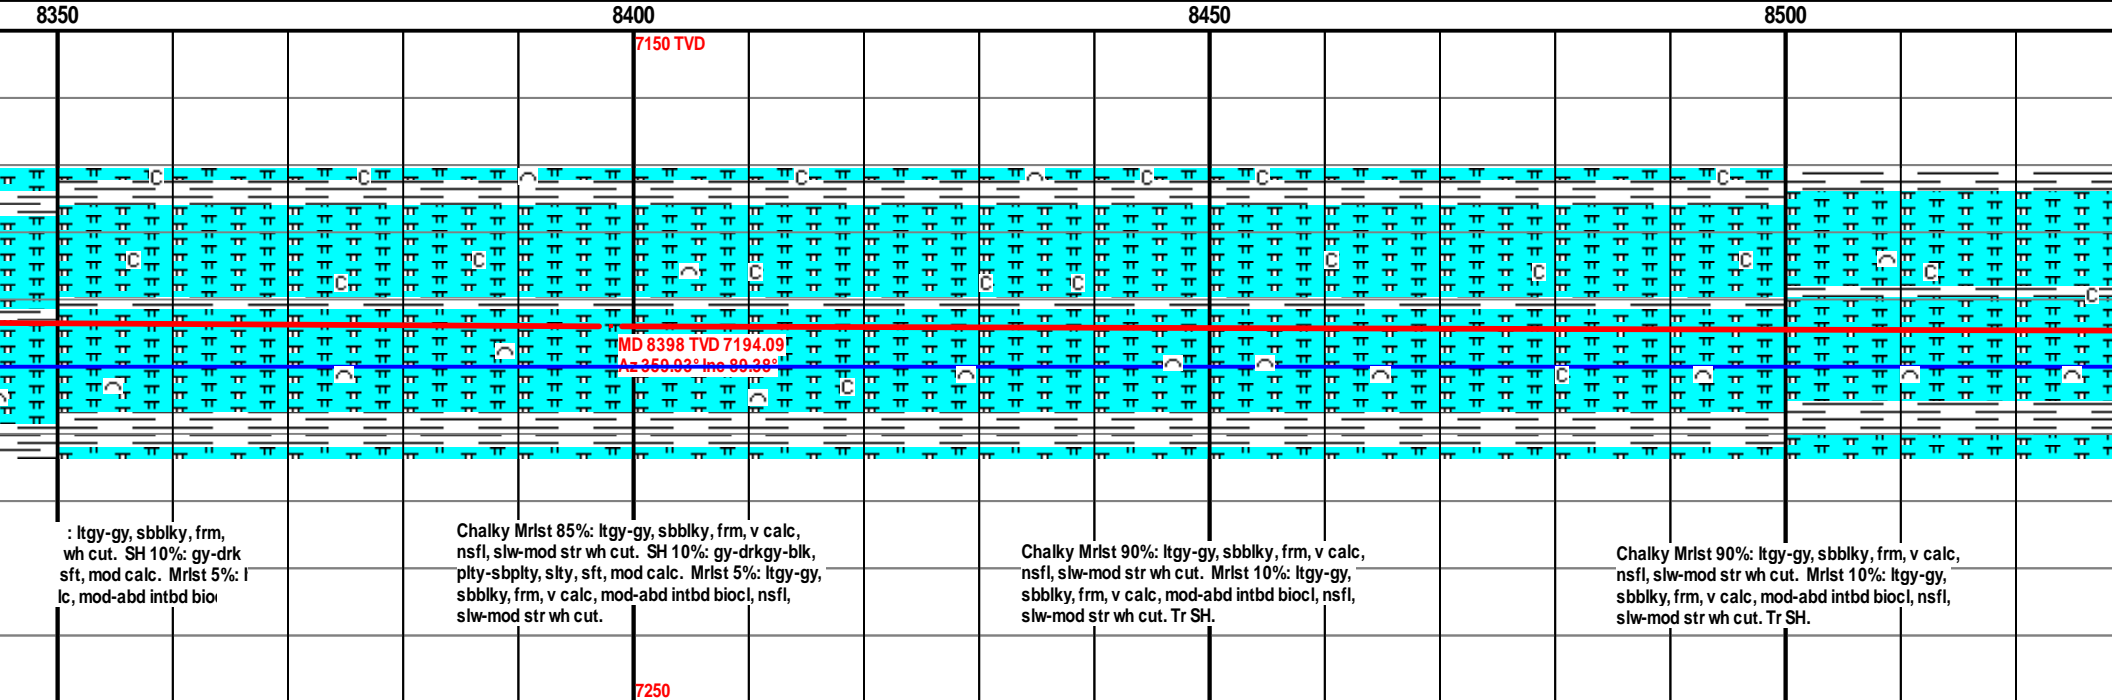 8350 8400 8450 8500
7150 TVD
MD 8398 TVD 7194.09
Az 359.93° Inc 89.38°
: ltgy-gy, sbblky, frm,
wh cut. SH 10%: gy-drk
sft, mod calc. Mrlst 5%: l
lc, mod-abd intbd bioc
Chalky Mrlst 85%: ltgy-gy, sbblky, frm, v calc,
nsfl, slw-mod str wh cut. SH 10%: gy-drkgy-blk,
plty-sbplty, slty, sft, mod calc. Mrlst 5%: ltgy-gy,
sbblky, frm, v calc, mod-abd intbd biocl, nsfl,
slw-mod str wh cut.
Chalky Mrlst 90%: ltgy-gy, sbblky, frm, v calc,
nsfl, slw-mod str wh cut. Mrlst 10%: ltgy-gy,
sbblky, frm, v calc, mod-abd intbd biocl, nsfl,
slw-mod str wh cut. Tr SH.
Chalky Mrlst 90%: ltgy-gy, sbblky, frm, v calc,
nsfl, slw-mod str wh cut. Mrlst 10%: ltgy-gy,
sbblky, frm, v calc, mod-abd intbd biocl, nsfl,
slw-mod str wh cut. Tr SH.
7250